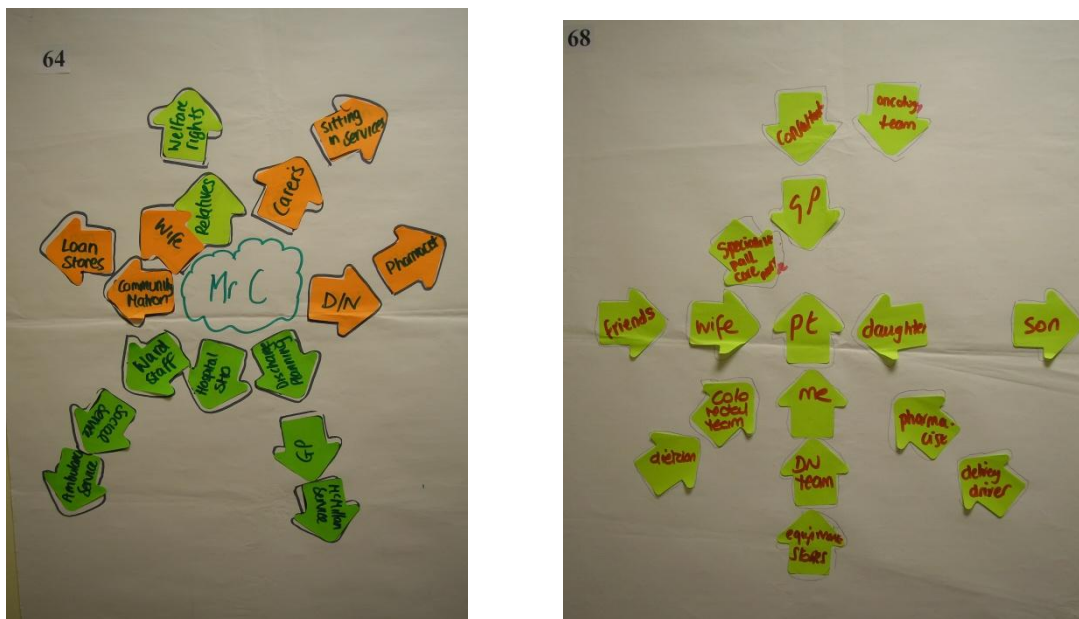 64
Welfare
rights
Sitting
in services
Carers
Relatives
Wife
Loan
Stores
Community
Matron
Mr C
D/N
Pharmacist
Ward
Staff
Hospital
SHO
Discharge
Planning
Social
Service
Ambulance
Service
GP
McMillan
Service
68
Consultant
oncology
team
GP
Specialist
pall
care
friends
wife
pt
daughter
son
colo
rectal
team
me
pharma-
cist
dietcian
DN
team
delivery
driver
equipment
stores